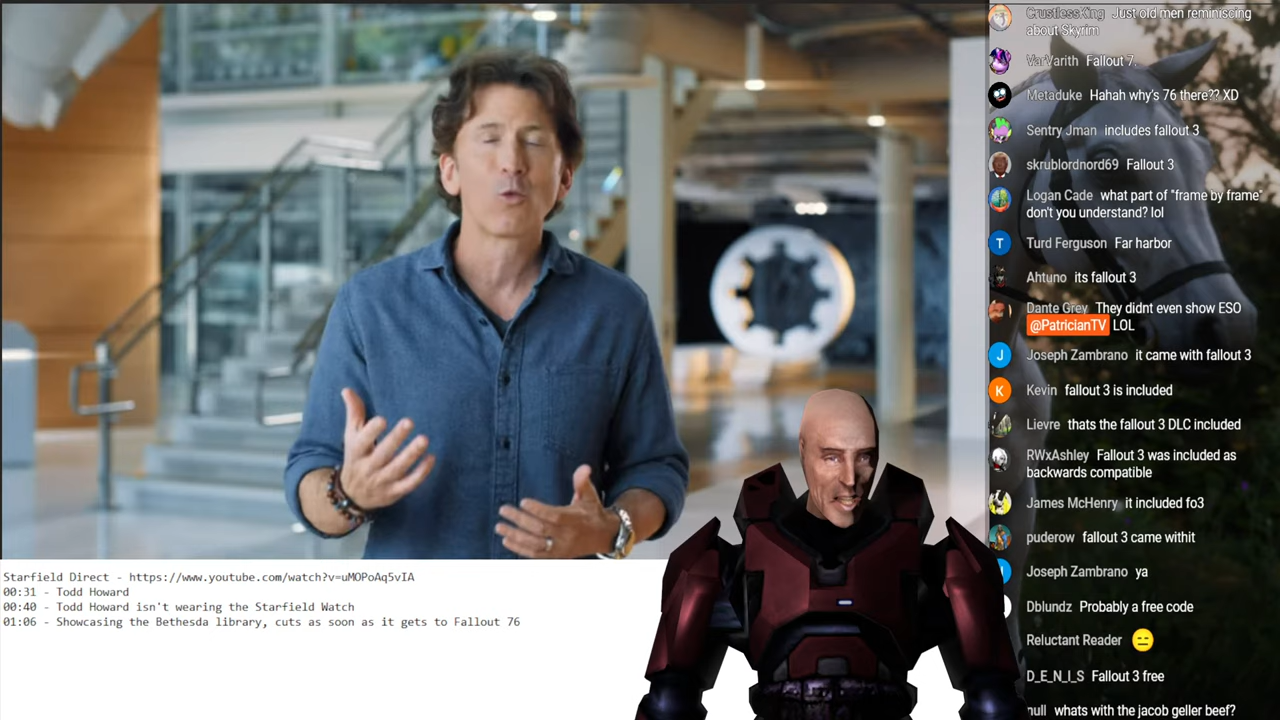 CrustlessKing Just old men reminiscing
about Skyrim
VarVarith Fallout 7.
Metaduke Hahah why's 76 there?? XD
Sentry Jman includes fallout 3
skrublordnord69 Fallout 3
Logan Cade what part of "frame by frame"
don't you understand? lol
T Turd Ferguson Far harbor
Ahtuno its fallout 3
Dante Grey They didnt even show ESO
@PatricianTV LOL
J Joseph Zambrano it came with fallout 3
K Kevin fallout 3 is included
Lievre thats the fallout 3 DLC included
RWxAshley Fallout 3 was included as
backwards compatible
James McHenry it included fo3
puderow fallout 3 came withit
Joseph Zambrano ya
Dblundz Probably a free code
Reluctant Reader
D_E_N_I_S Fallout 3 free
null whats with the jacob geller beef?
Starfield Direct - https://www.youtube.com/watch?v=uMOPoAq5vIA
00:31 - Todd Howard
00:40 - Todd Howard isn't wearing the Starfield Watch
01:06 - Showcasing the Bethesda library, cuts as soon as it gets to Fallout 76